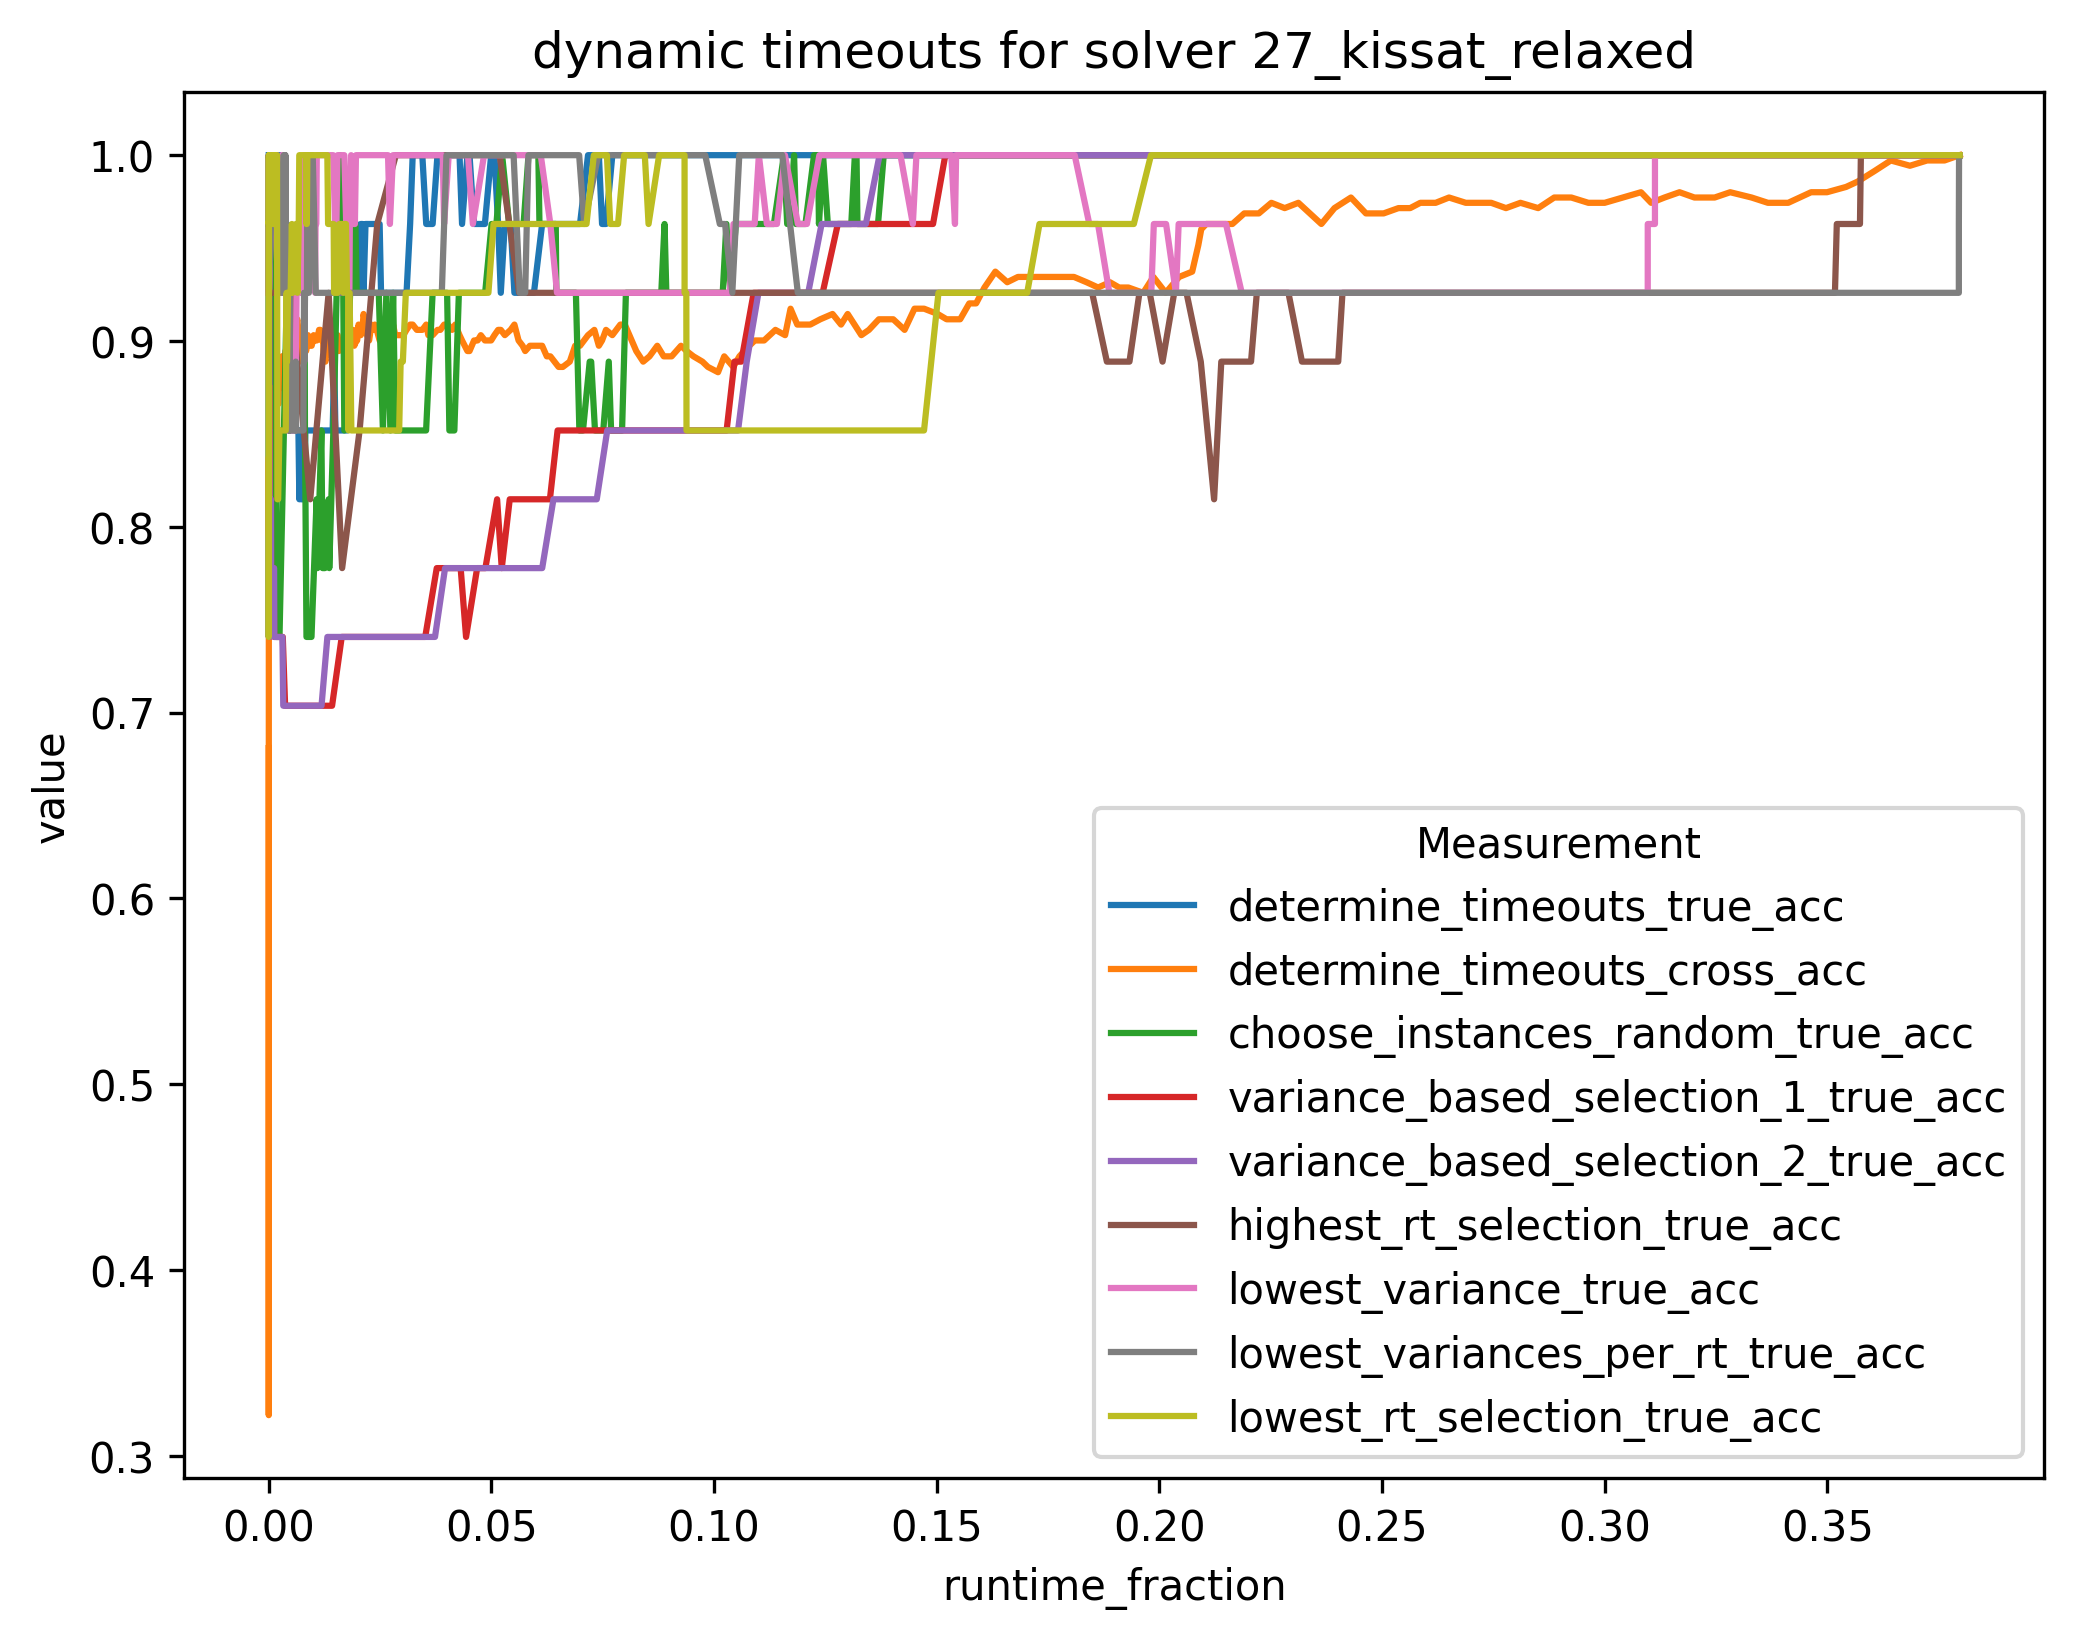 dynamic timeouts for solver 27_kissat_relaxed
1.0
0.9
0.8
0.7
0.6
0.5
0.4
0.3
value
Measurement
determine_timeouts_true_acc
determine_timeouts_cross_acc
choose_instances_random_true_acc
variance_based_selection_1_true_acc
variance_based_selection_2_true_acc
highest_rt_selection_true_acc
lowest_variance_true_acc
lowest_variances_per_rt_true_acc
lowest_rt_selection_true_acc
0.00 0.05 0.10 0.15 0.20 0.25 0.30 0.35
runtime_fraction